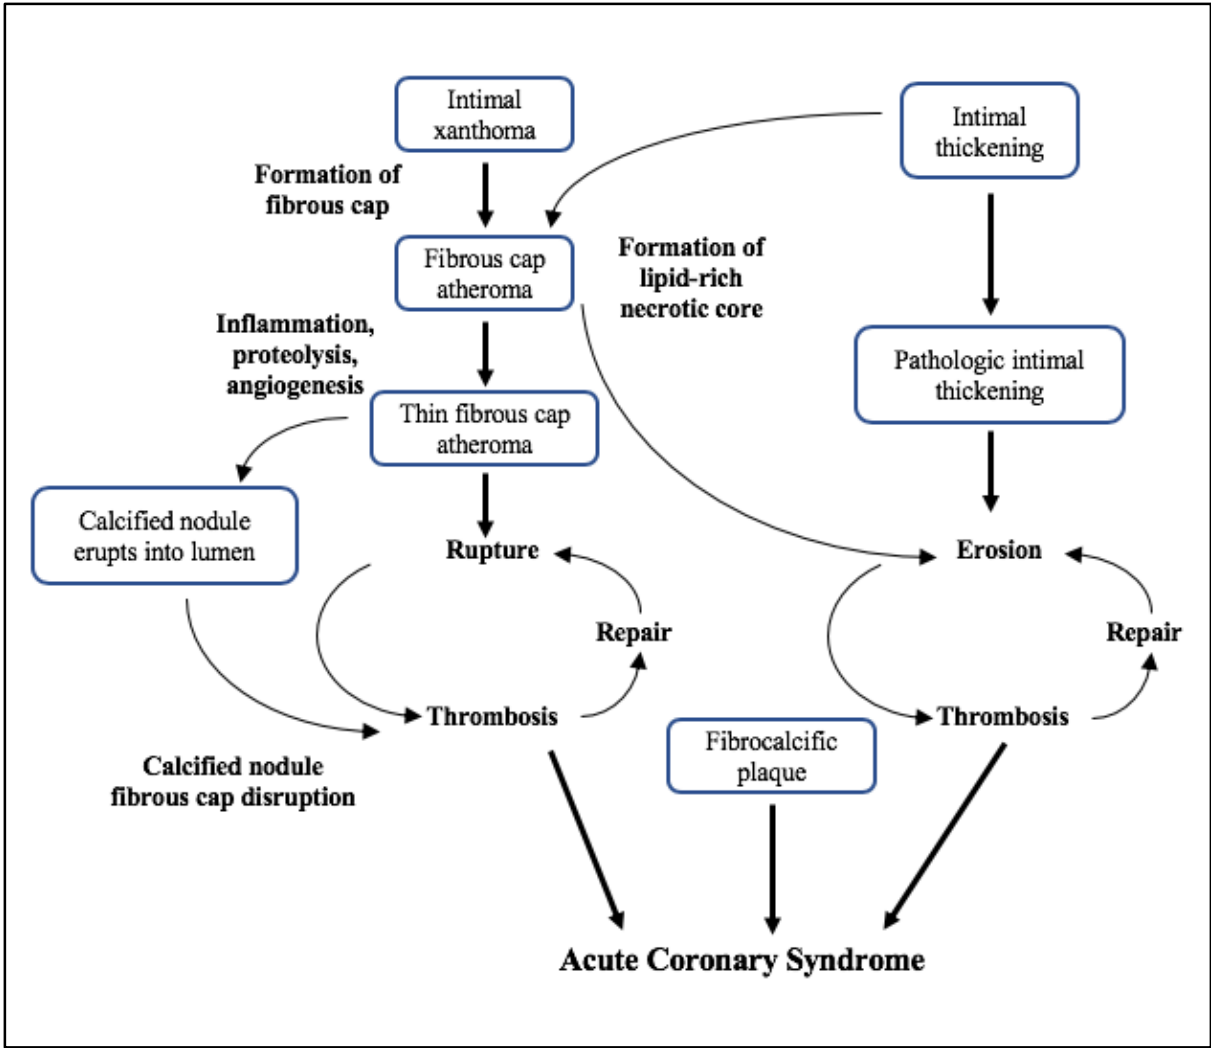 Intimal
xanthoma
Intimal
thickening
Formation of
fibrous cap
Fibrous cap
atheroma
Formation of
lipid-rich
necrotic core
Inflammation,
proteolysis,
angiogenesis
Pathologic intimal
thickening
Thin fibrous cap
atheroma
Calcified nodule
erupts into lumen
Rupture
Erosion
Repair
Repair
Thrombosis
Thrombosis
Fibrocalcific
plaque
Calcified nodule
fibrous cap disruption
Acute Coronary Syndrome